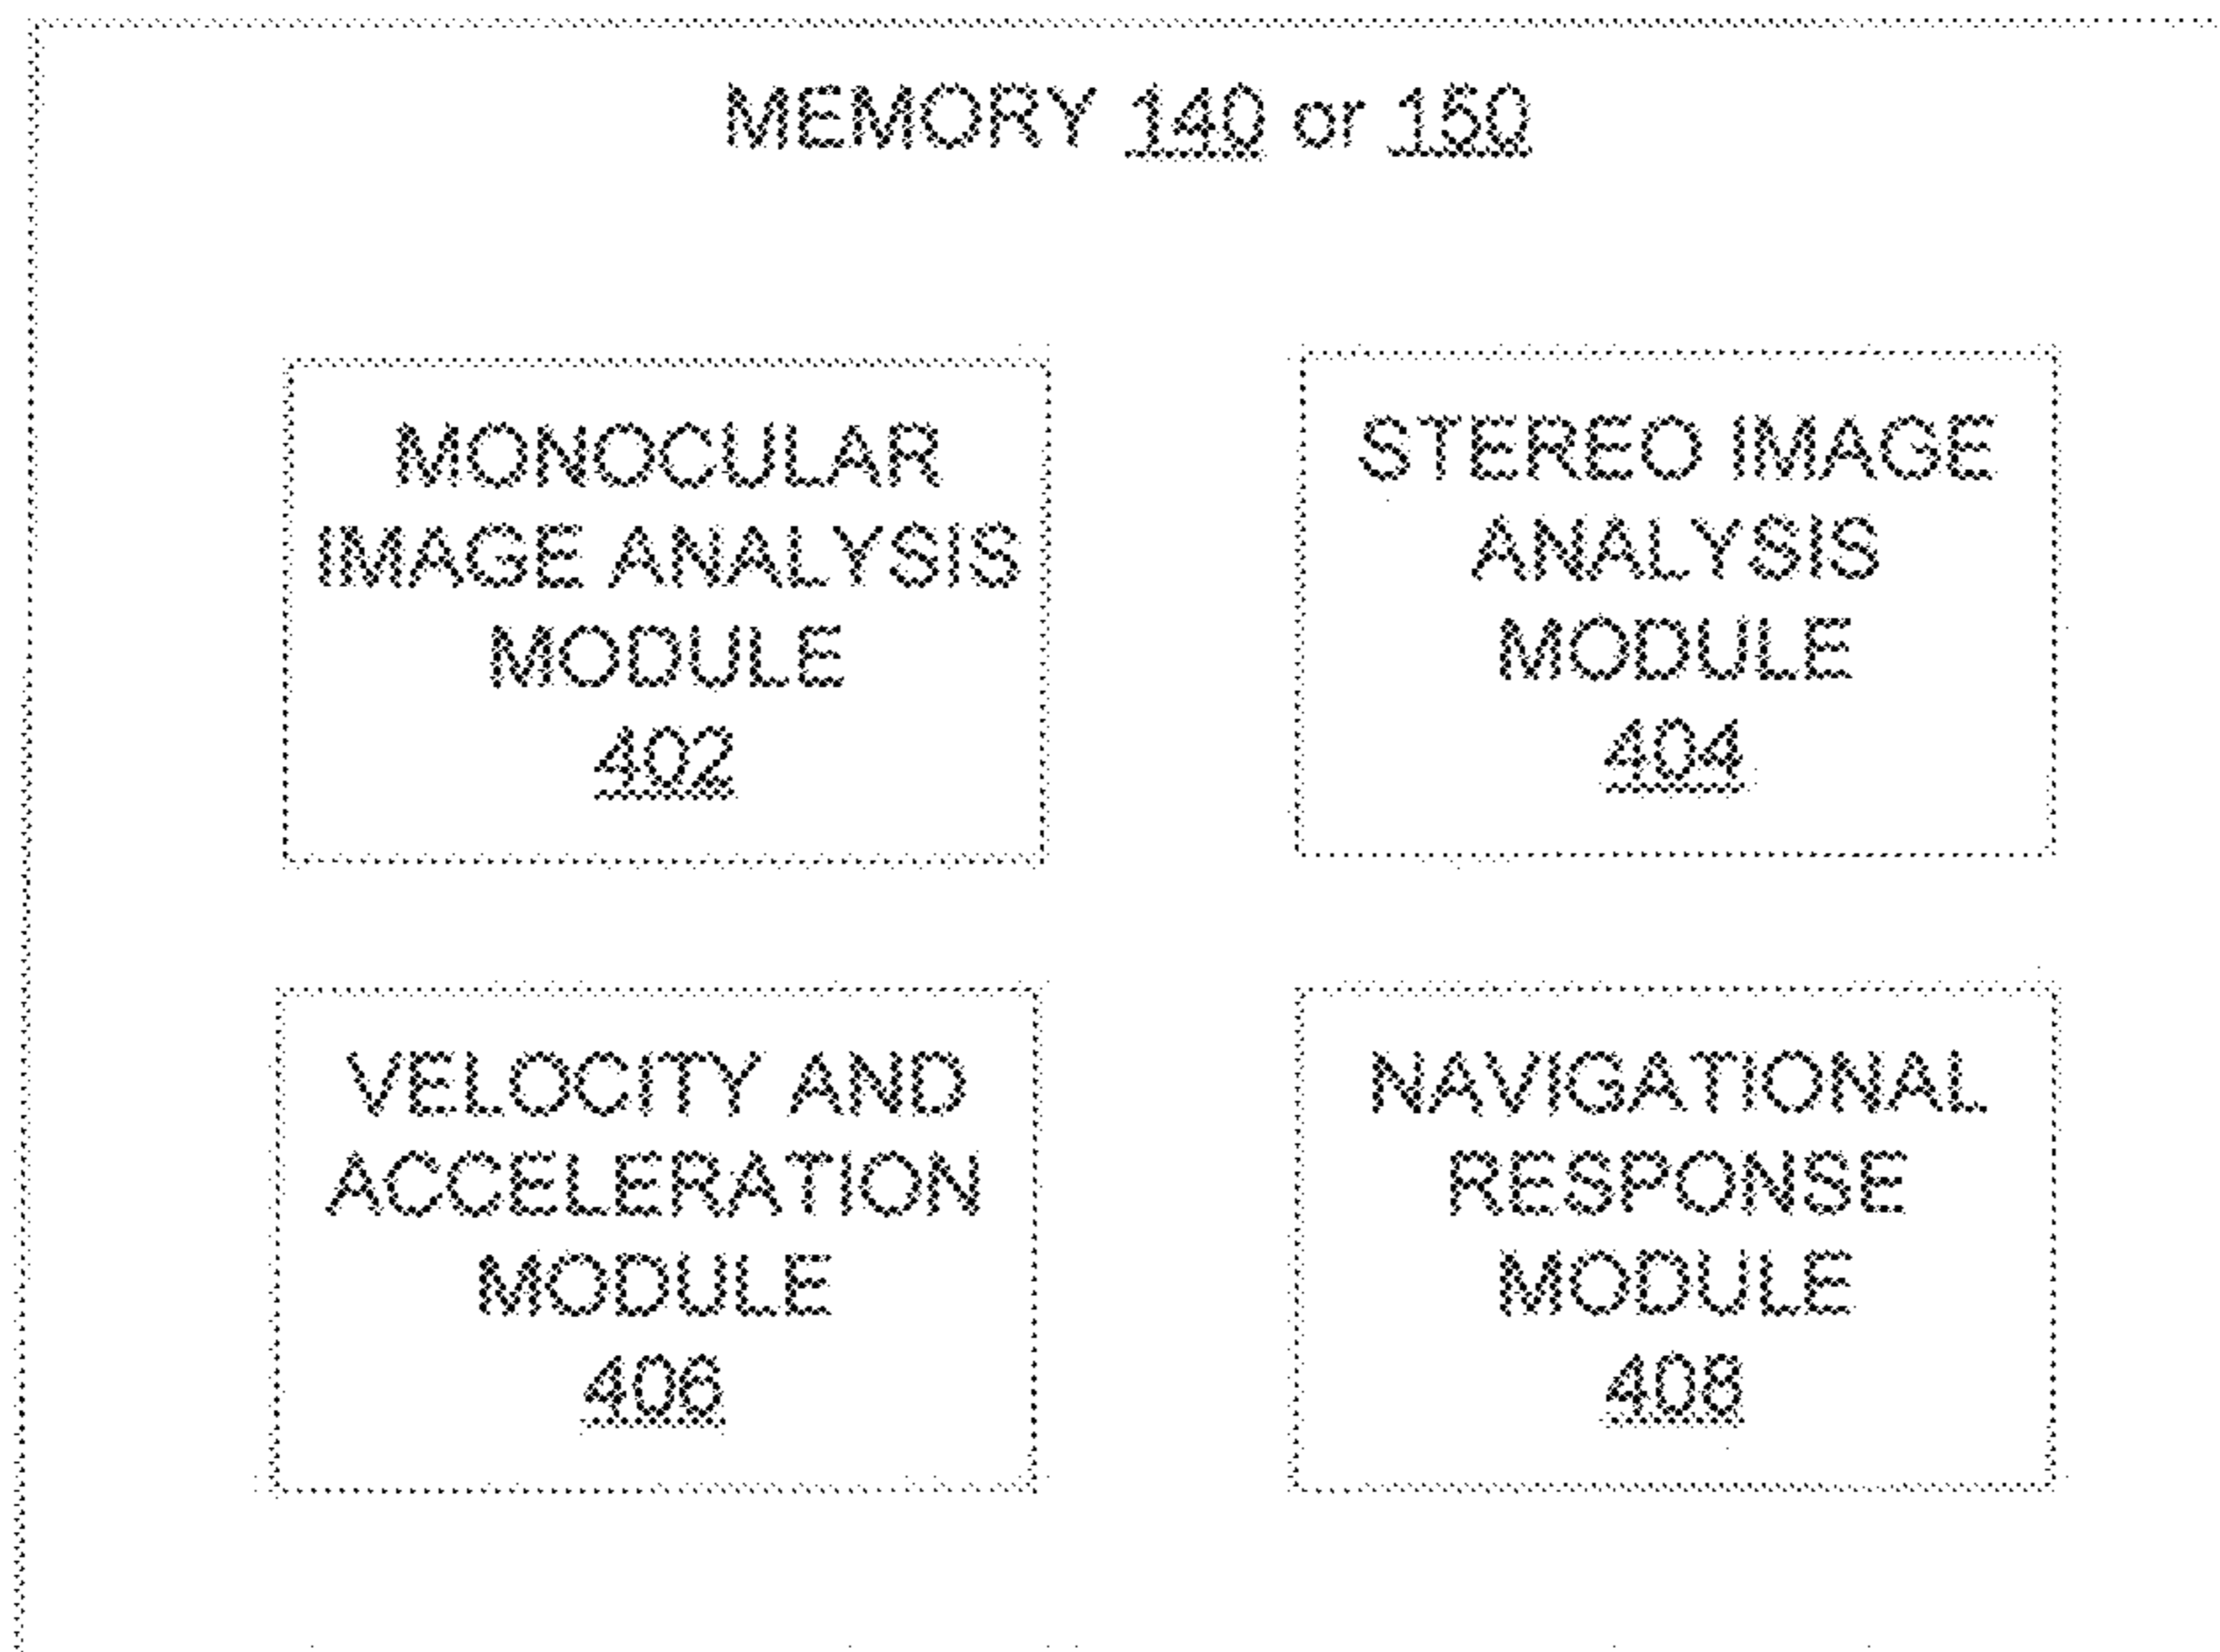 MEMORY 140 or 150
MONOCULAR
IMAGE ANALYSIS
MODULE
402
STEREO IMAGE
ANALYSIS
MODULE
404
VELOCITY AND
ACCELERATION
MODULE
406
NAVIGATIONAL
RESPONSE
MODULE
408